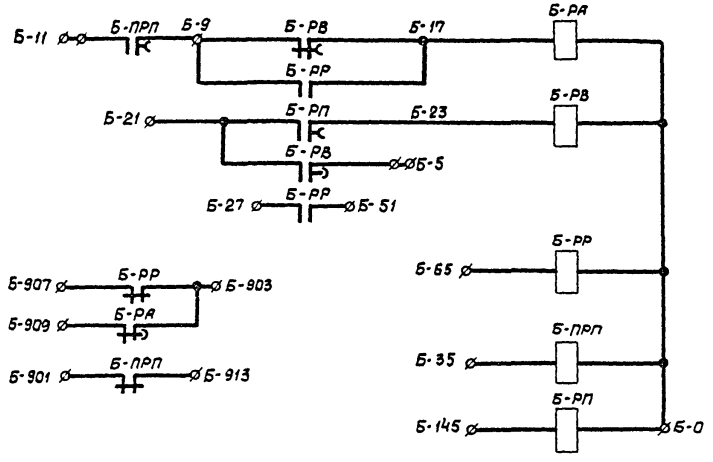 Б-11 Б-ПРП Б-9 Б-РВ Б-17 Б-РА
Б-РР
Б-21 Б-РП Б-23 Б-РВ
Б-РВ Б-5
Б-27 Б-РР Б-51
Б-65 Б-РР
Б-907 Б-РР Б-903
Б-909 Б-РА
Б-35 Б-ПРП
Б-901 Б-ПРП Б-913
Б-145 Б-РП Б-0